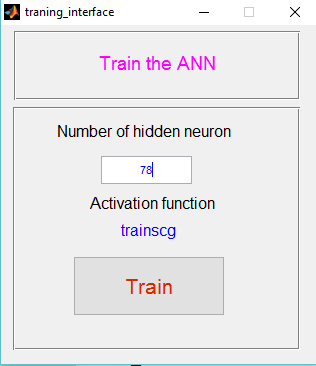 traning_interface
Train the ANN
Number of hidden neuron
78
Activation function
trainscg
Train